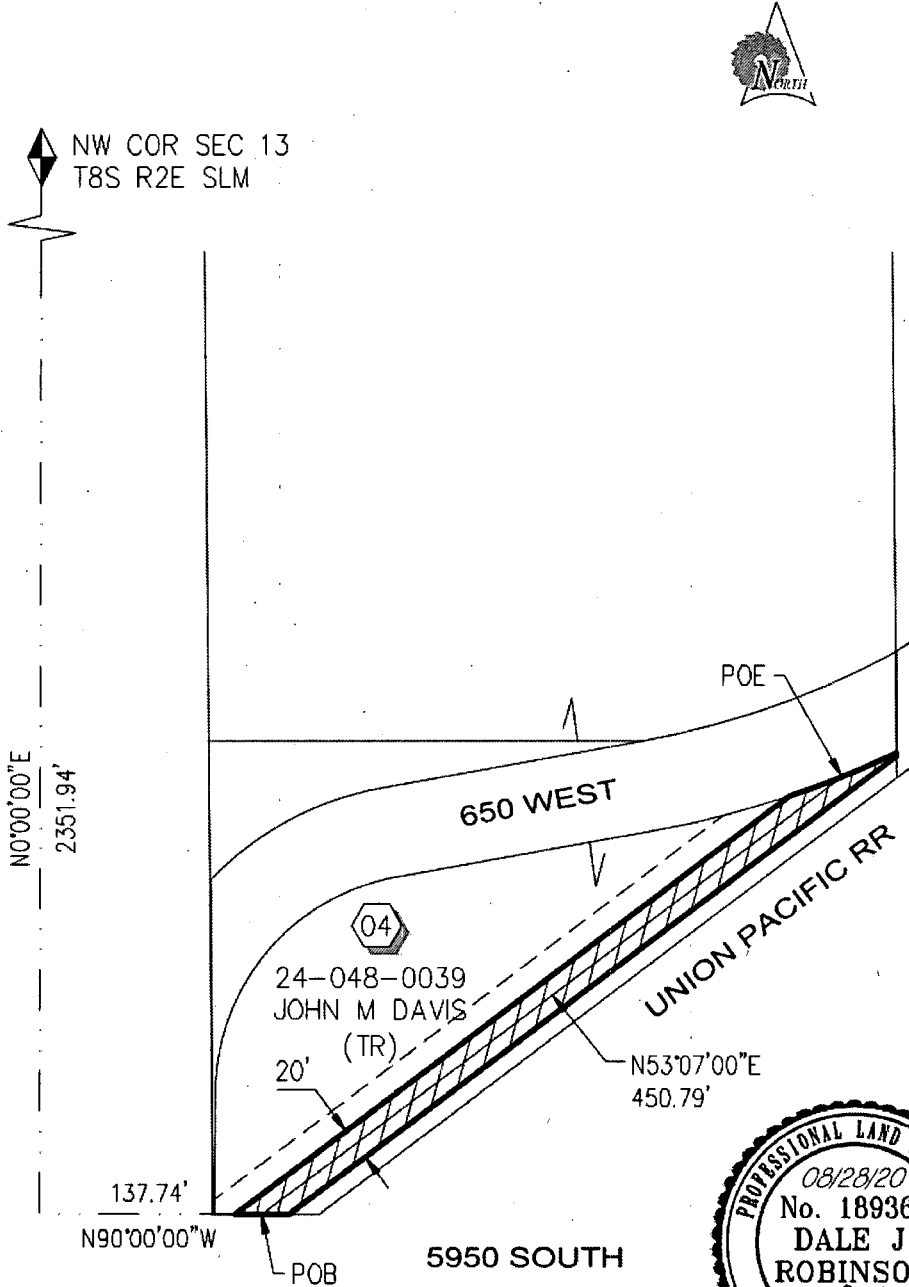 NORTH
NW COR SEC 13
T8S R2E SLM
N0°00'00"E
2351.94'
POE
650 WEST
UNION PACIFIC RR
04
24-048-0039
JOHN M DAVIS
(TR)
20'
N53°07'00"E
450.79'
137.74'
N90°00'00"W
POB
5950 SOUTH
PROFESSIONAL LAND
08/28/20
No. 18936
DALE J
ROBINSO